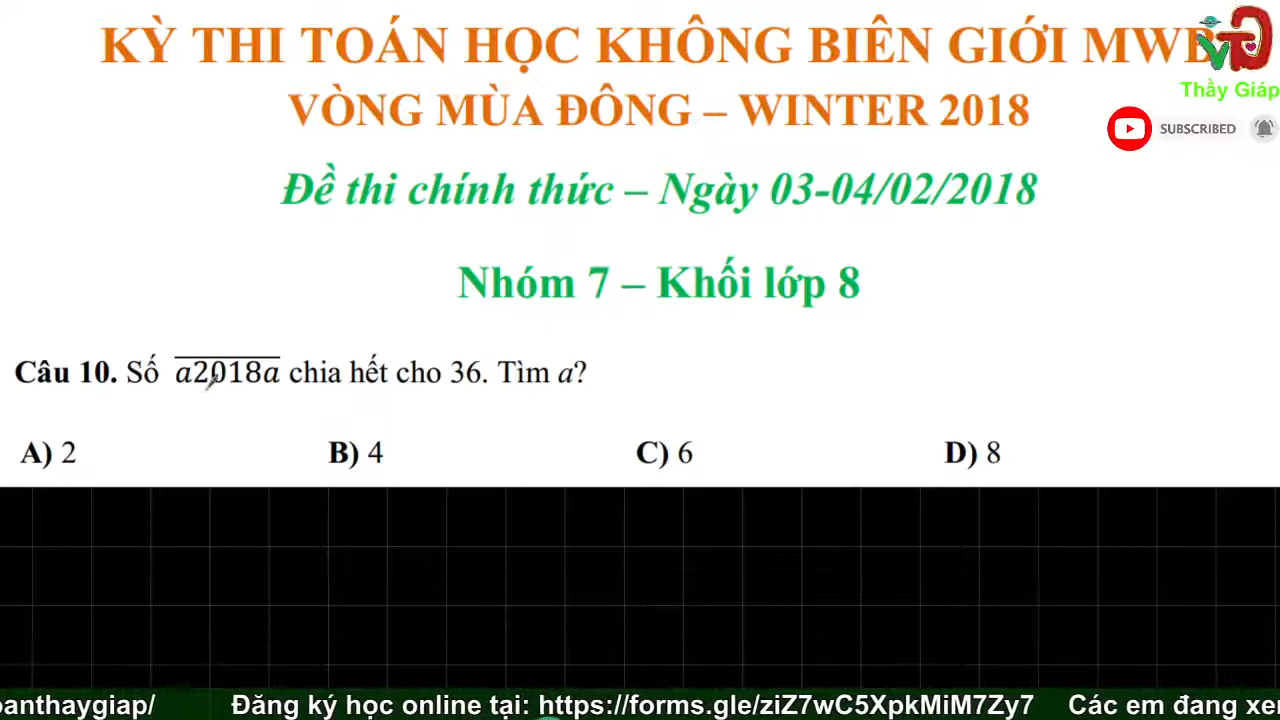 KỲ THI TOÁN HỌC KHÔNG BIÊN GIỚI MWB
Thầy Giáp
VÒNG MÙA ĐÔNG – WINTER 2018
SUBSCRIBED
Đề thi chính thức – Ngày 03-04/02/2018
Nhóm 7 – Khối lớp 8
Câu 10. Số a2018a chia hết cho 36. Tìm a?
A) 2 B) 4 C) 6 D) 8
oanthaygiap/ Đăng ký học online tại: https://forms.gle/ziZ7wC5XpkMiM7Zy7 Các em đang xe